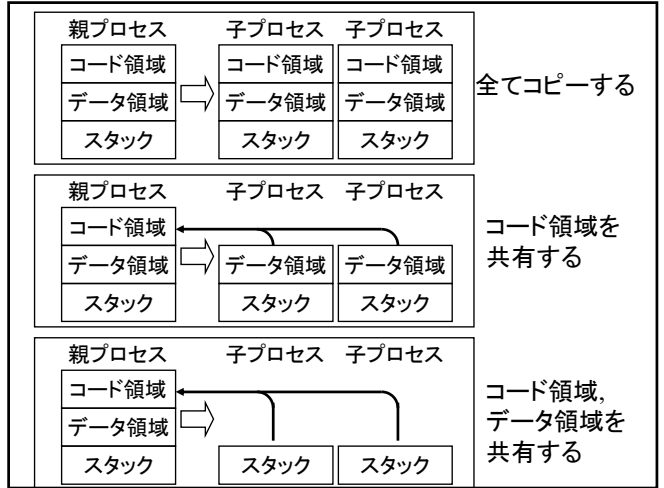 親プロセス 子プロセス 子プロセス
コード領域 コード領域 コード領域
データ領域 データ領域 データ領域
スタック スタック スタック
全てコピーする
親プロセス 子プロセス 子プロセス
コード領域
データ領域 データ領域 データ領域
スタック スタック スタック
コード領域を
共有する
親プロセス 子プロセス 子プロセス
コード領域
データ領域
スタック スタック スタック
コード領域,
データ領域を
共有する